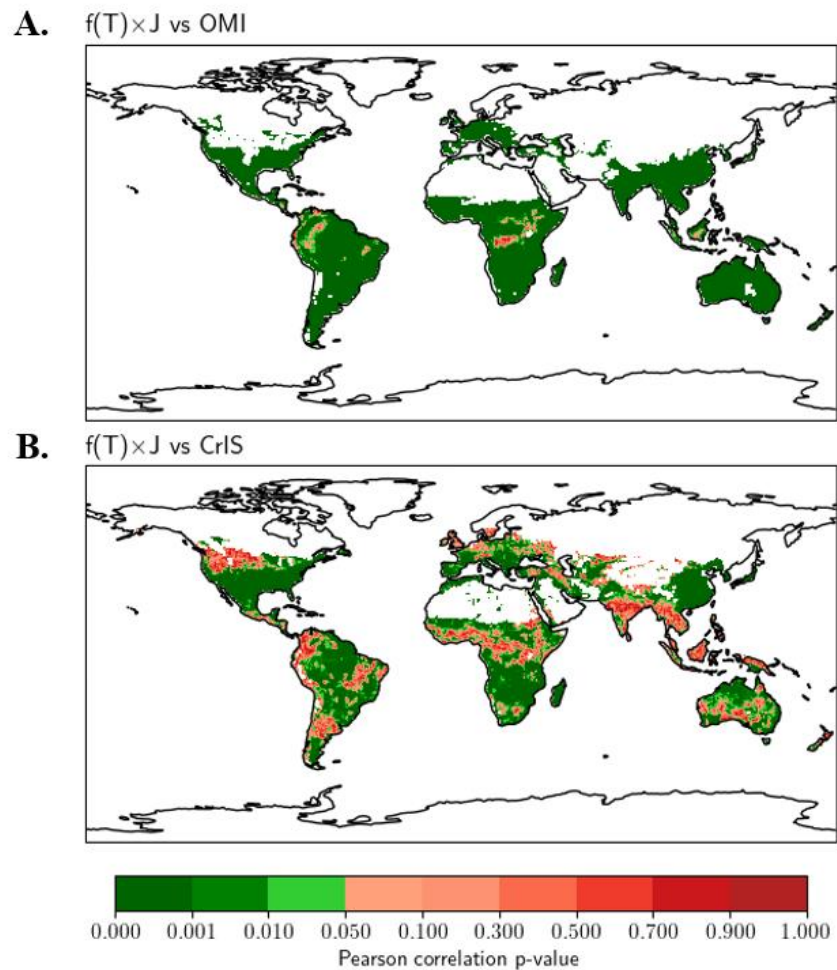 A.
f(T)×J vs OMI
B.
f(T)×J vs CrIS
0.000 0.001 0.010 0.050 0.100 0.300 0.500 0.700 0.900 1.000
Pearson correlation p-value